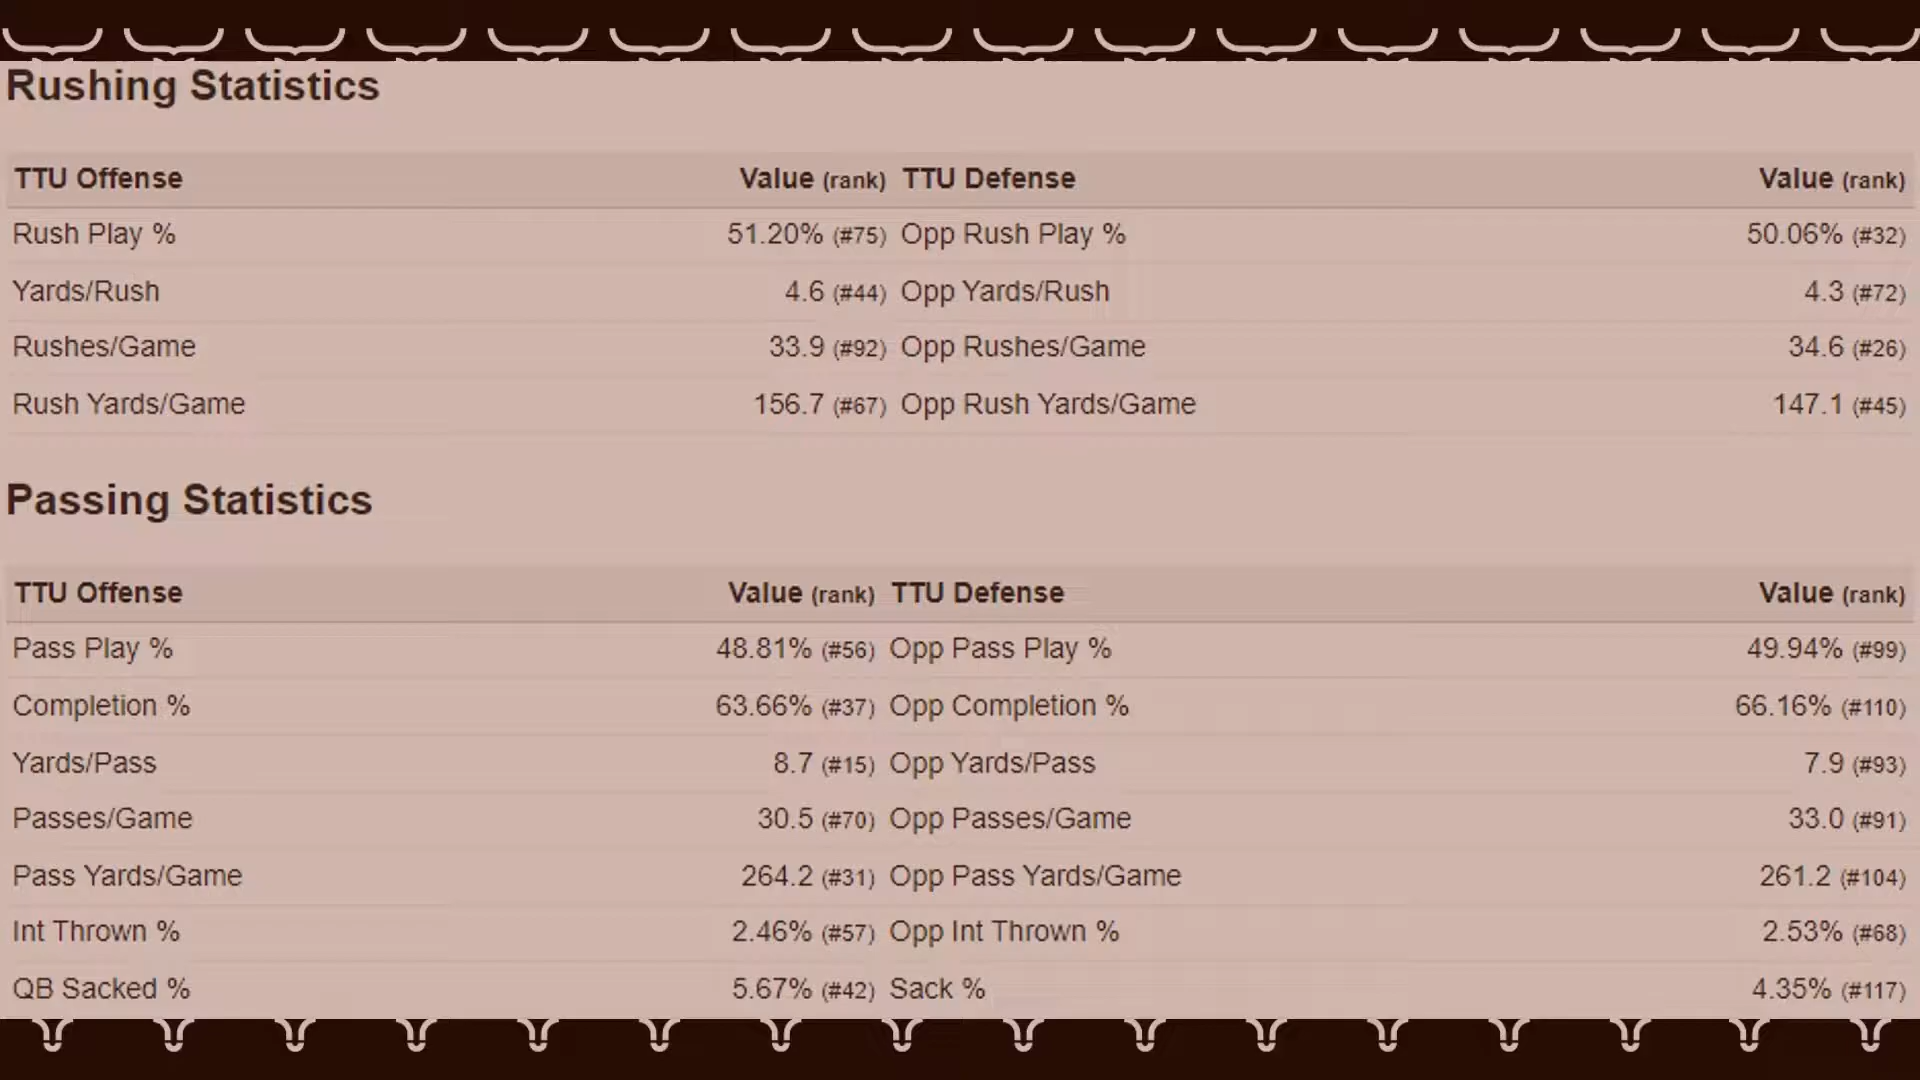 Rushing Statistics
TTU Offense Value (rank) TTU Defense Value (rank)
Rush Play % 51.20% (#75) Opp Rush Play % 50.06% (#32)
Yards/Rush 4.6 (#44) Opp Yards/Rush 4.3 (#72)
Rushes/Game 33.9 (#92) Opp Rushes/Game 34.6 (#26)
Rush Yards/Game 156.7 (#67) Opp Rush Yards/Game 147.1 (#45)
Passing Statistics
TTU Offense Value (rank) TTU Defense Value (rank)
Pass Play % 48.81% (#56) Opp Pass Play % 49.94% (#99)
Completion % 63.66% (#37) Opp Completion % 66.16% (#110)
Yards/Pass 8.7 (#15) Opp Yards/Pass 7.9 (#93)
Passes/Game 30.5 (#70) Opp Passes/Game 33.0 (#91)
Pass Yards/Game 264.2 (#31) Opp Pass Yards/Game 261.2 (#104)
Int Thrown % 2.46% (#57) Opp Int Thrown % 2.53% (#68)
QB Sacked % 5.67% (#42) Sack % 4.35% (#117)